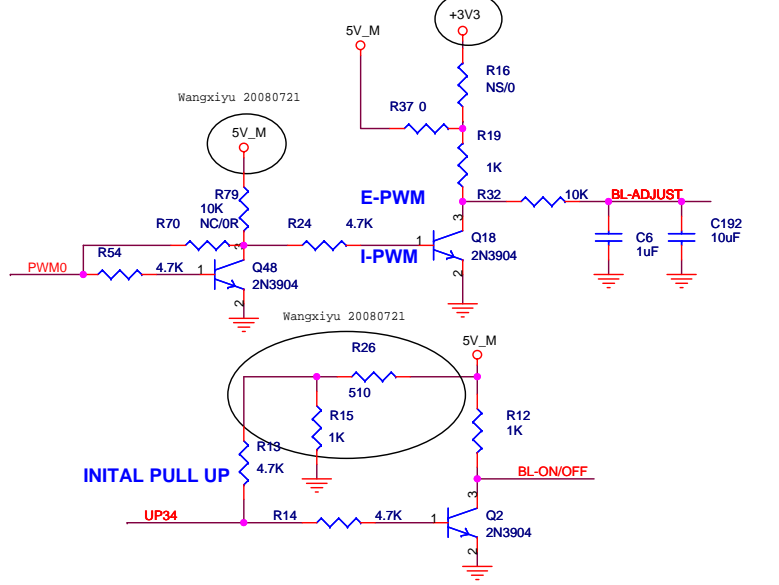 +3V3
5V_M
R16
NS/0
Wangxiyu 20080721
R37 0
5V_M
R19
1K
R79
10K
E-PWM
R32
10K
BL-ADJUST
R70
NC/0R
R24
4.7K
3
3
C6
1uF
C192
10uF
1
Q18
2N3904
I-PWM
R54
PWM0
4.7K
1
Q48
2N3904
2
2
Wangxiyu 20080721
5V_M
R26
510
R15
1K
R12
1K
R13
4.7K
INITAL PULL UP
BL-ON/OFF
3
UP34
R14
4.7K
1
Q2
2N3904
2